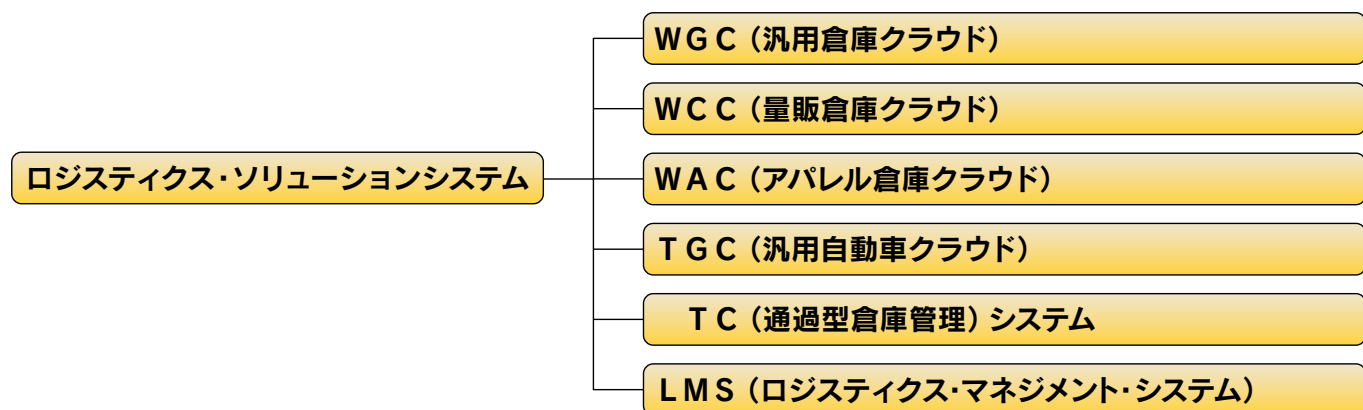 ＷＧＣ（汎用倉庫クラウド）
ＷＣＣ（量販倉庫クラウド）
ロジスティクス・ソリューションシステム
ＷＡＣ（アパレル倉庫クラウド）
ＴＧＣ（汎用自動車クラウド）
ＴＣ（通過型倉庫管理）システム
ＬＭＳ（ロジスティクス・マネジメント・システム）